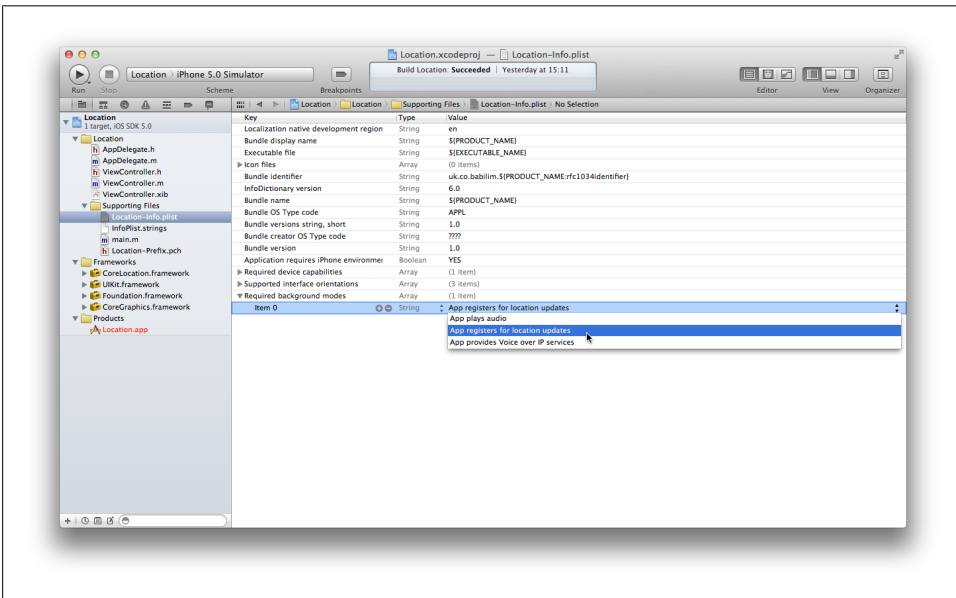 Location.xcodeproj — Location-Info.plist
Location › iPhone 5.0 Simulator
Build Location: Succeeded | Yesterday at 15:11
Run Stop Scheme Breakpoints Editor View Organizer
Location › Location › Supporting Files › Location-Info.plist › No Selection
Location
1 target, iOS SDK 5.0
Location
AppDelegate.h
AppDelegate.m
ViewController.h
ViewController.m
ViewController.xib
Supporting Files
Location-Info.plist
InfoPlist.strings
main.m
Location-Prefix.pch
Frameworks
CoreLocation.framework
UIKit.framework
Foundation.framework
CoreGraphics.framework
Products
Location.app
Key Type Value
Localization native development region String en
Bundle display name String ${PRODUCT_NAME}
Executable file String ${EXECUTABLE_NAME}
Icon files Array (0 items)
Bundle identifier String uk.co.babilim.${PRODUCT_NAME:rfc1034identifier}
InfoDictionary version String 6.0
Bundle name String ${PRODUCT_NAME}
Bundle OS Type code String APPL
Bundle versions string, short String 1.0
Bundle creator OS Type code String ????
Bundle version String 1.0
Application requires iPhone environmer Boolean YES
Required device capabilities Array (1 item)
Supported interface orientations Array (3 items)
Required background modes Array (1 item)
Item 0 String App registers for location updates
App plays audio
App registers for location updates
App provides Voice over IP services